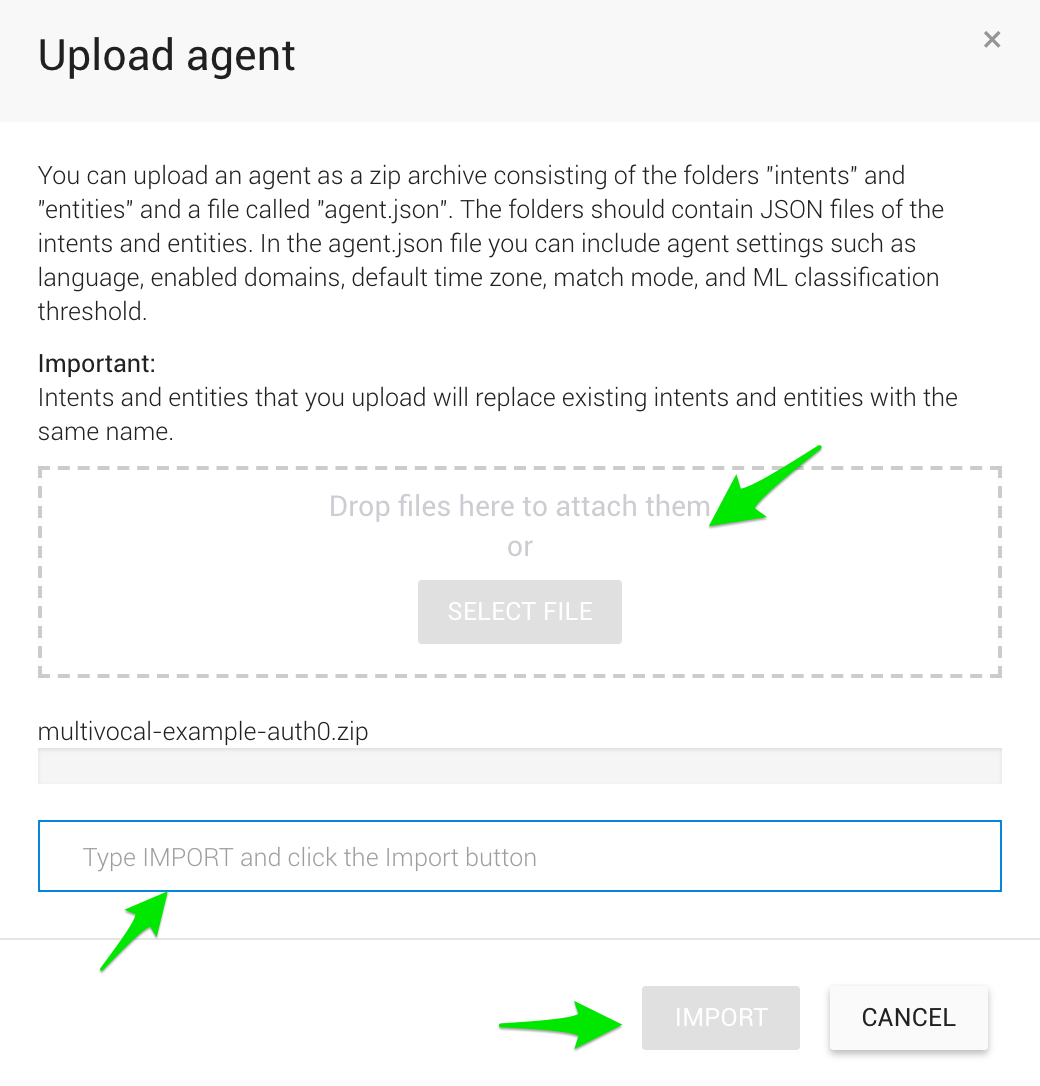 Upload agent
×
You can upload an agent as a zip archive consisting of the folders "intents" and
"entities" and a file called "agent.json". The folders should contain JSON files of the
intents and entities. In the agent.json file you can include agent settings such as
language, enabled domains, default time zone, match mode, and ML classification
threshold.
Important:
Intents and entities that you upload will replace existing intents and entities with the
same name.
Drop files here to attach them
or
SELECT FILE
multivocal-example-auth0.zip
Type IMPORT and click the Import button
IMPORT
CANCEL